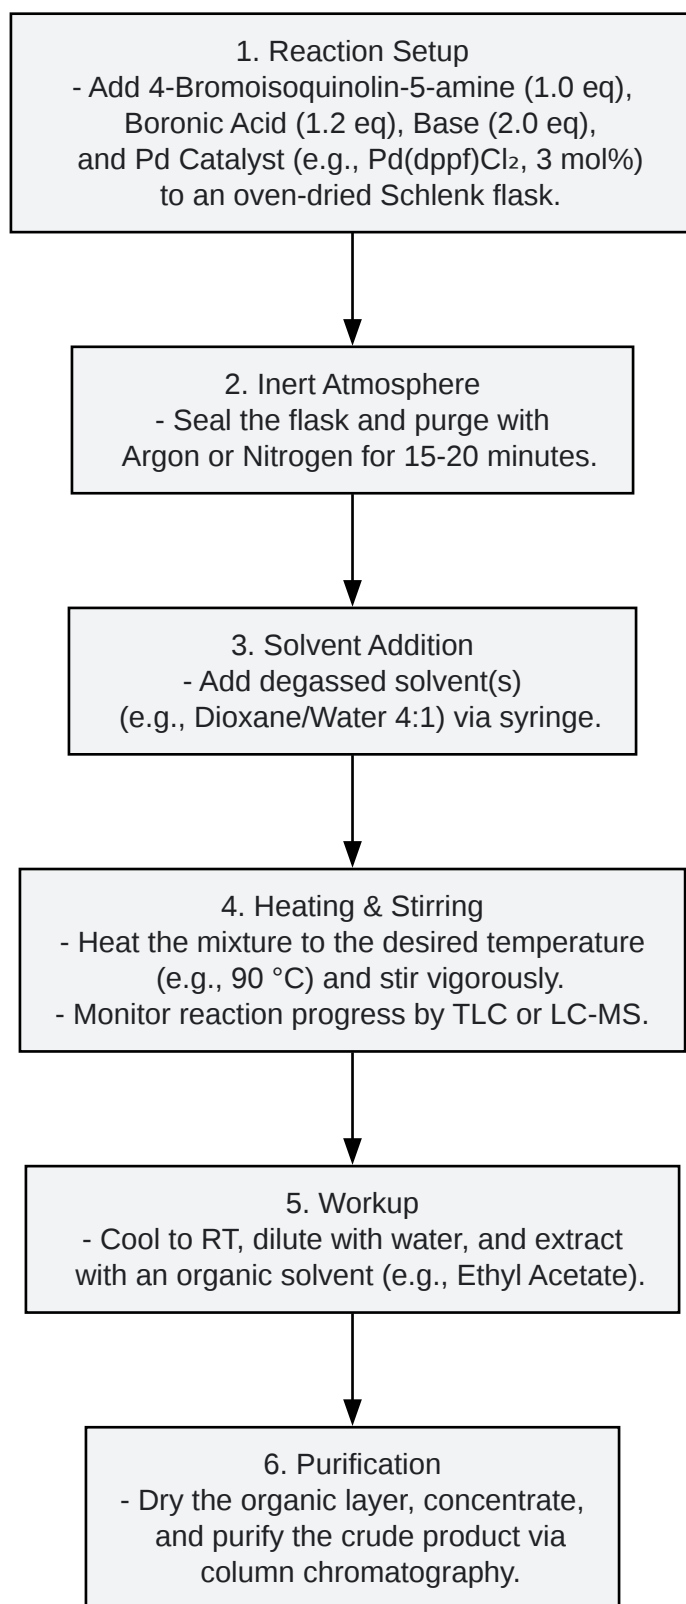 1. Reaction Setup
- Add 4-Bromoisoquinolin-5-amine (1.0 eq),
Boronic Acid (1.2 eq), Base (2.0 eq),
and Pd Catalyst (e.g., Pd(dppf)Cl₂, 3 mol%)
to an oven-dried Schlenk flask.
2. Inert Atmosphere
- Seal the flask and purge with
Argon or Nitrogen for 15-20 minutes.
3. Solvent Addition
- Add degassed solvent(s)
(e.g., Dioxane/Water 4:1) via syringe.
4. Heating & Stirring
- Heat the mixture to the desired temperature
(e.g., 90 °C) and stir vigorously.
- Monitor reaction progress by TLC or LC-MS.
5. Workup
- Cool to RT, dilute with water, and extract
with an organic solvent (e.g., Ethyl Acetate).
6. Purification
- Dry the organic layer, concentrate,
and purify the crude product via
column chromatography.